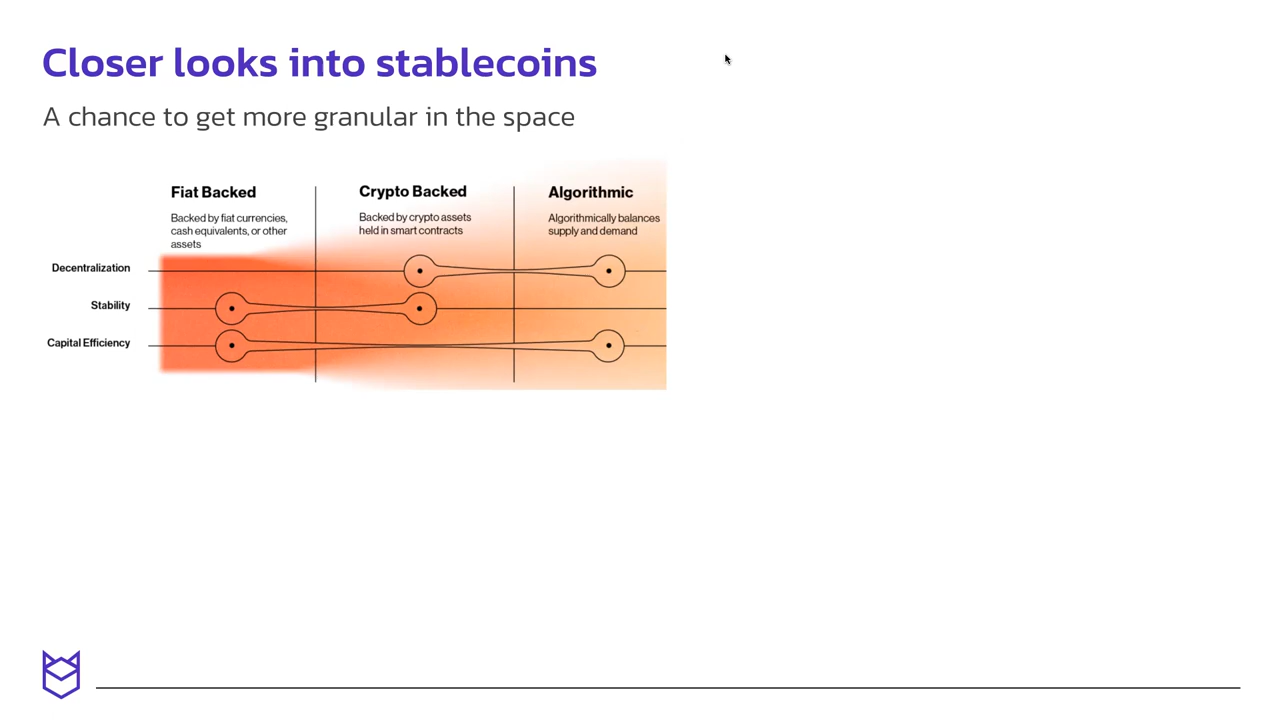 Closer looks into stablecoins
A chance to get more granular in the space
Fiat Backed
Backed by fiat currencies,
cash equivalents, or other
assets
Crypto Backed
Backed by crypto assets
held in smart contracts
Algorithmic
Algorithmically balances
supply and demand
Decentralization
Stability
Capital Efficiency